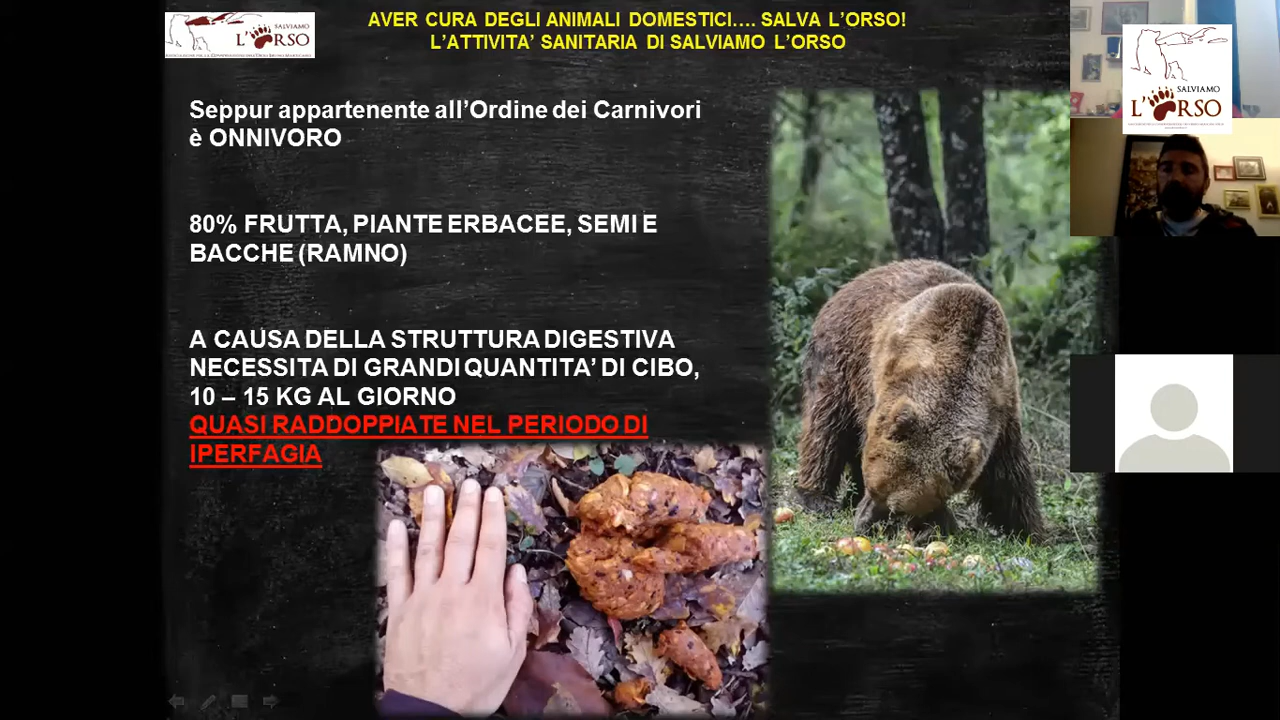 SALVIAMO
L'ORSO
AVER CURA DEGLI ANIMALI DOMESTICI…. SALVA L'ORSO!
L'ATTIVITA' SANITARIA DI SALVIAMO L'ORSO
Seppur appartenente all'Ordine dei Carnivori
è ONNIVORO
80% FRUTTA, PIANTE ERBACEE, SEMI E
BACCHE (RAMNO)
A CAUSA DELLA STRUTTURA DIGESTIVA
NECESSITA DI GRANDI QUANTITA' DI CIBO,
10 – 15 KG AL GIORNO
QUASI RADDOPPIATE NEL PERIODO DI
IPERFAGIA
SALVIAMO
L'ORSO